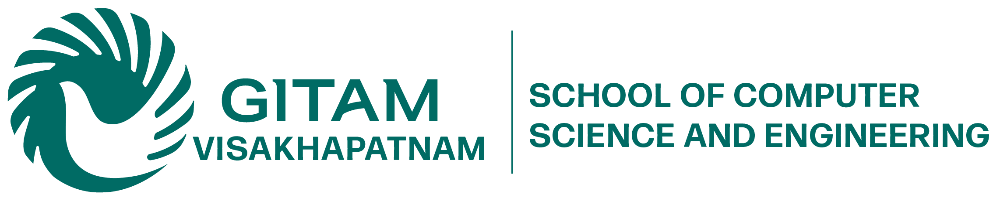 GITAM
VISAKHAPATNAM
SCHOOL OF COMPUTER
SCIENCE AND ENGINEERING